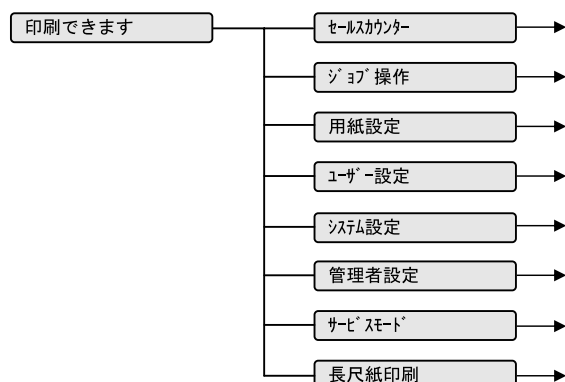 印刷できます
ｾｰﾙｽｶｳﾝﾀｰ
ｼﾞｮﾌﾞ操作
用紙設定
ﾕｰｻﾞｰ設定
ｼｽﾃﾑ設定
管理者設定
ｻｰﾋﾞｽﾓｰﾄﾞ
長尺紙印刷